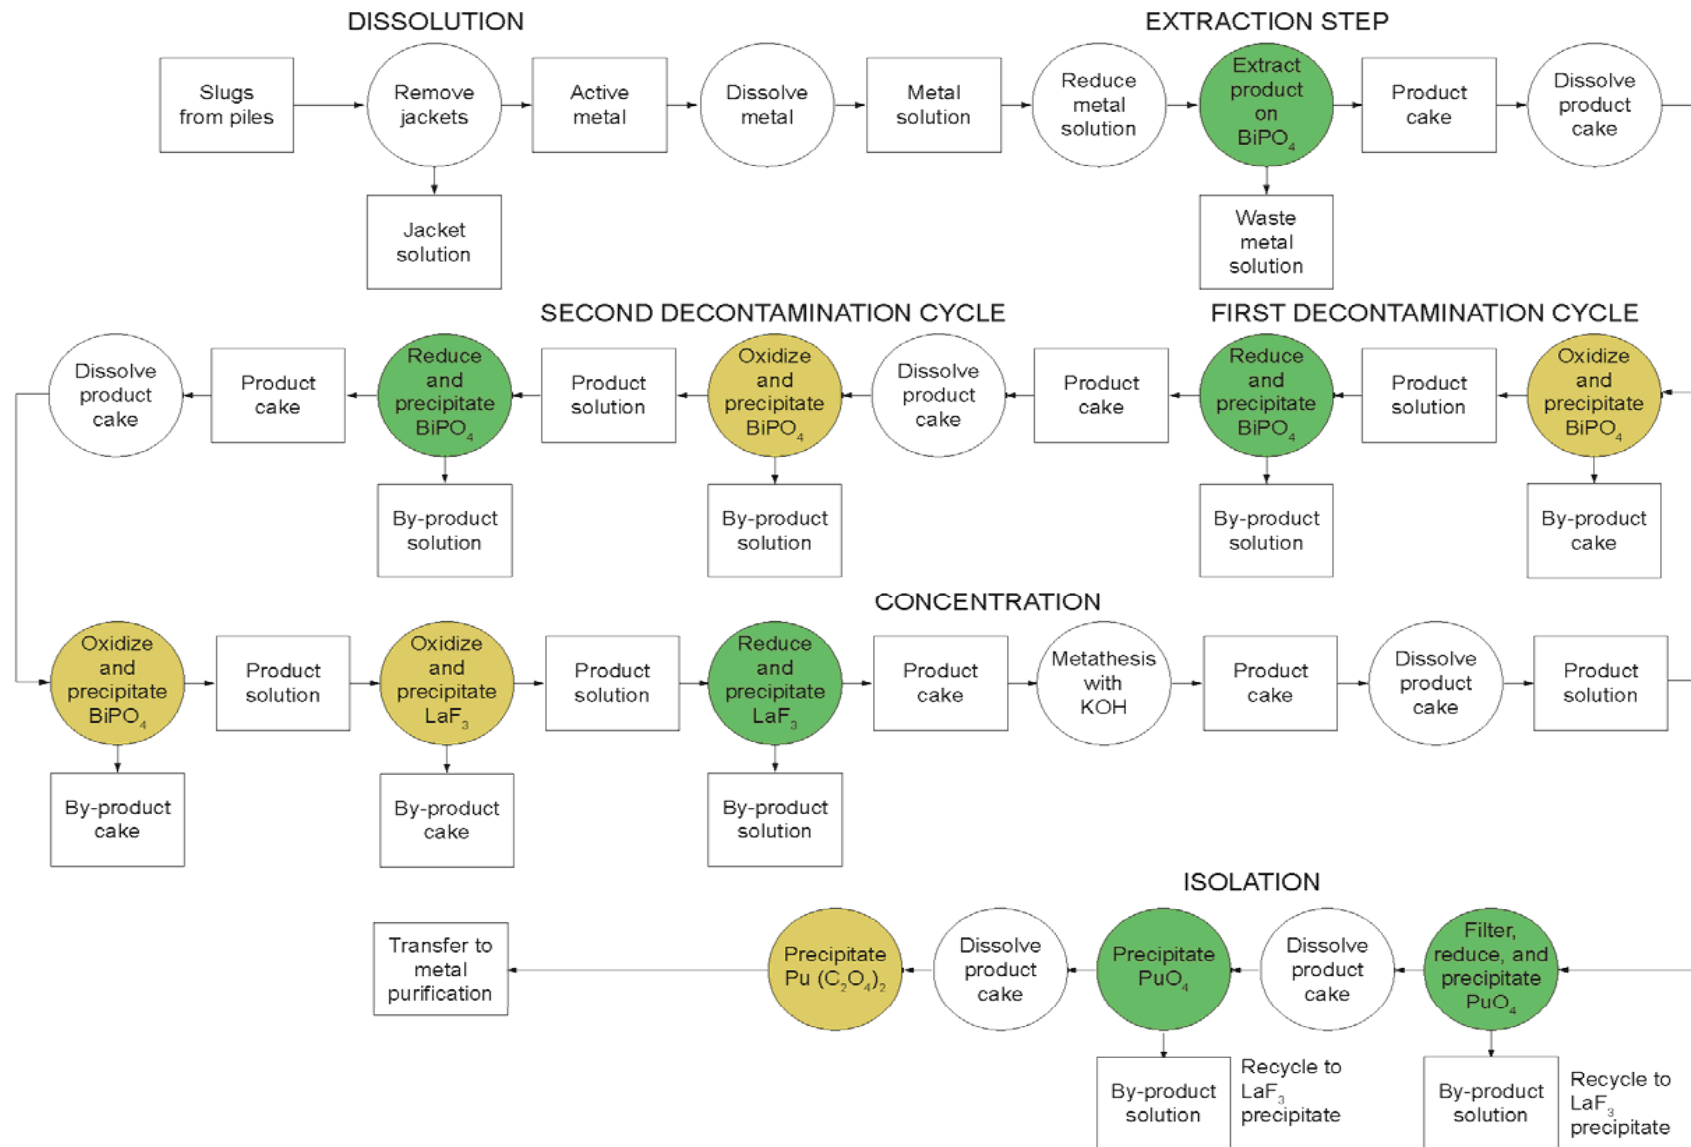 DISSOLUTION
EXTRACTION STEP
Slugs
from piles
Remove
jackets
Active
metal
Dissolve
metal
Metal
solution
Reduce
metal
solution
Extract
product
on
BiPO₄
Product
cake
Dissolve
product
cake
Jacket
solution
Waste
metal
solution
SECOND DECONTAMINATION CYCLE
FIRST DECONTAMINATION CYCLE
Dissolve
product
cake
Product
cake
Reduce
and
precipitate
BiPO₄
Product
solution
Oxidize
and
precipitate
BiPO₄
Dissolve
product
cake
Product
cake
Reduce
and
precipitate
BiPO₄
Product
solution
Oxidize
and
precipitate
BiPO₄
By-product
solution
By-product
solution
By-product
solution
By-product
cake
CONCENTRATION
Oxidize
and
precipitate
BiPO₄
Product
solution
Oxidize
and
precipitate
LaF₃
Product
solution
Reduce
and
precipitate
LaF₃
Product
cake
Metathesis
with
KOH
Product
cake
Dissolve
product
cake
Product
solution
By-product
cake
By-product
cake
By-product
solution
ISOLATION
Transfer to
metal
purification
Precipitate
Pu (C₂O₄)₂
Dissolve
product
cake
Precipitate
PuO₄
Dissolve
product
cake
Filter,
reduce, and
precipitate
PuO₄
By-product
solution
Recycle to
LaF₃
precipitate
By-product
solution
Recycle to
LaF₃
precipitate